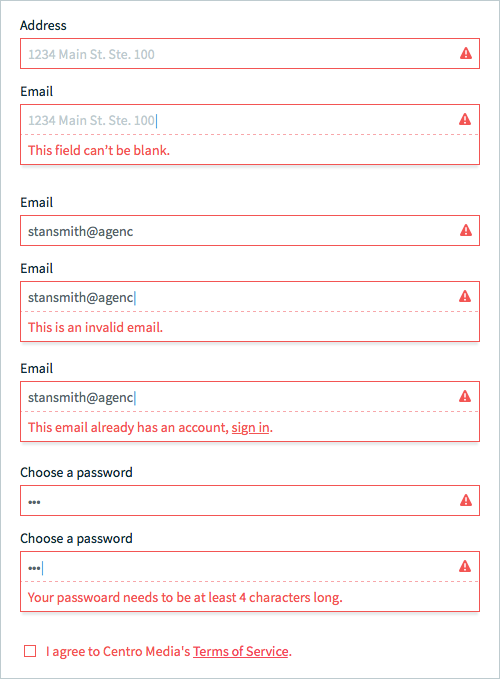 Address
1234 Main St. Ste. 100
Email
1234 Main St. Ste. 100
This field can't be blank.
Email
stansmith@agenc
Email
stansmith@agenc
This is an invalid email.
Email
stansmith@agenc
This email already has an account, sign in.
Choose a password
•••
Choose a password
•••
Your passwoard needs to be at least 4 characters long.
I agree to Centro Media's Terms of Service.